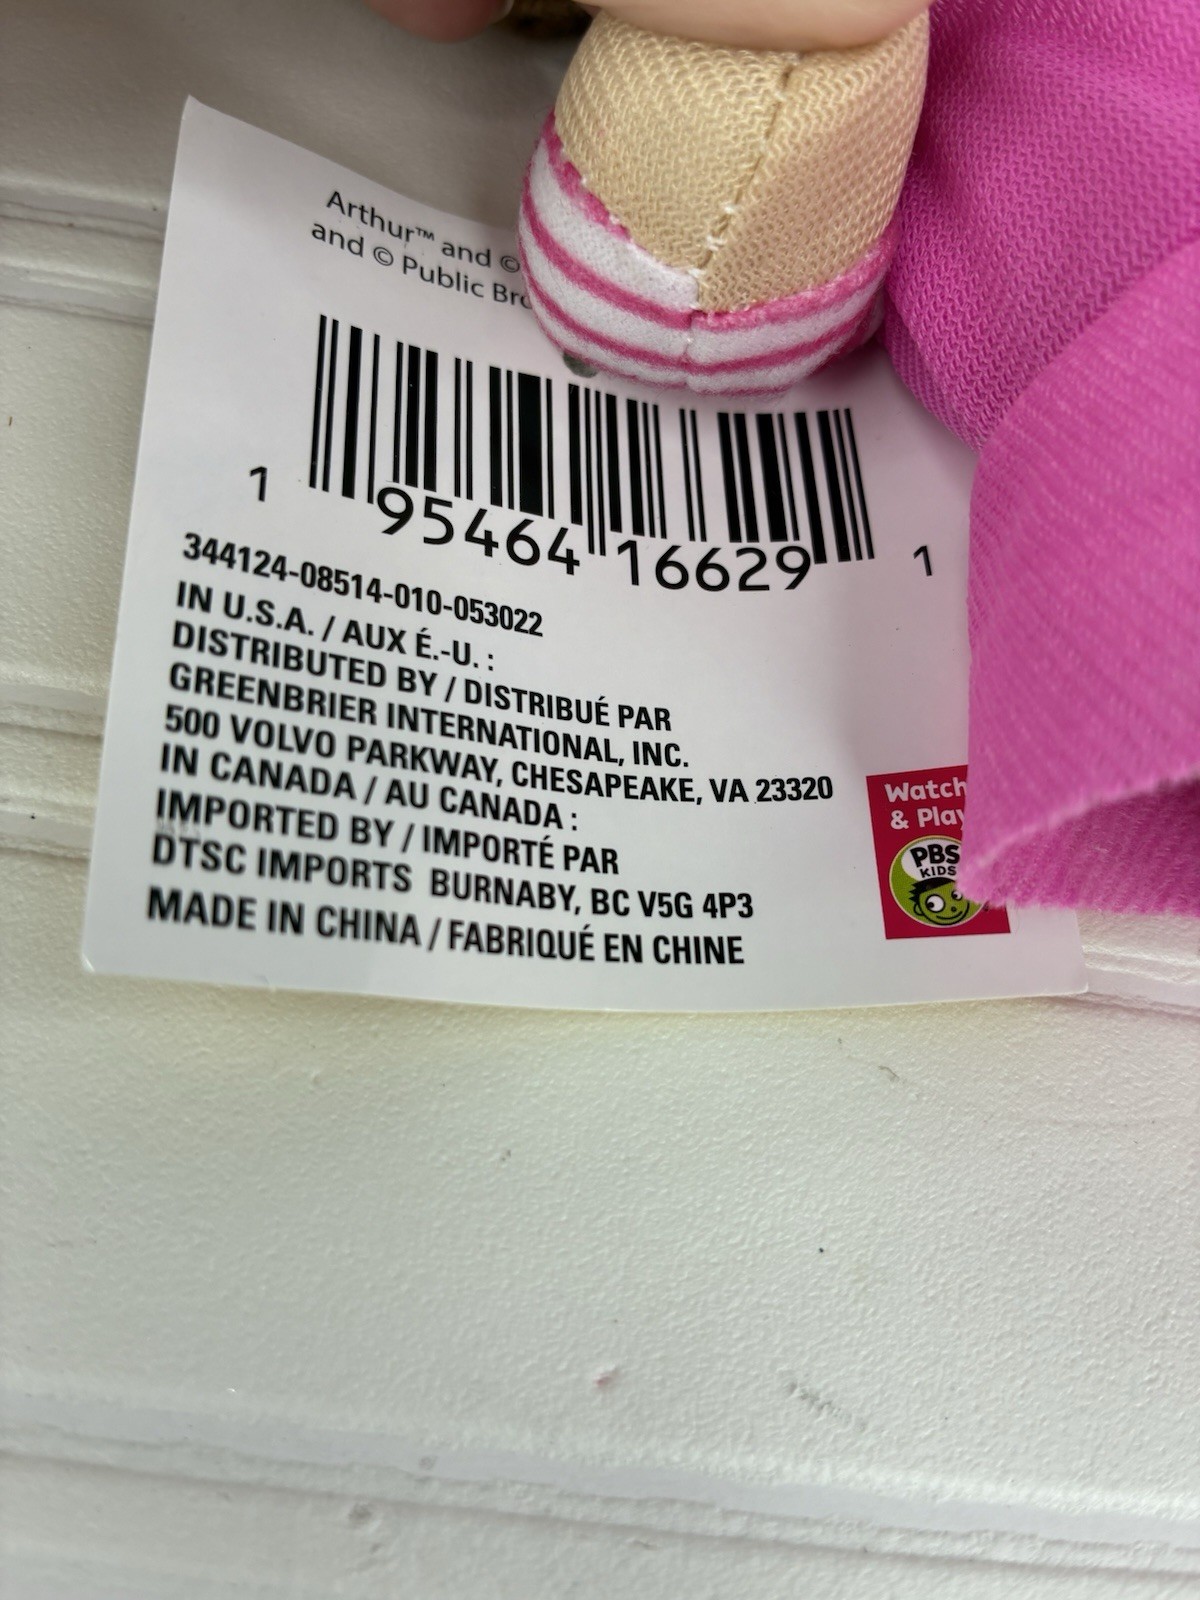 Arthur™ and ©
and © Public
1 95464 16629 1
344124-08514-010-053022
IN U.S.A. / AUX É.-U. :
DISTRIBUTED BY / DISTRIBUÉ PAR
GREENBRIER INTERNATIONAL, INC.
500 VOLVO PARKWAY, CHESAPEAKE, VA 23320
IN CANADA / AU CANADA :
IMPORTED BY / IMPORTÉ PAR
DTSC IMPORTS BURNABY, BC V5G 4P3
MADE IN CHINA / FABRIQUÉ EN CHINE
Watch
& Play
PBS
KIDS